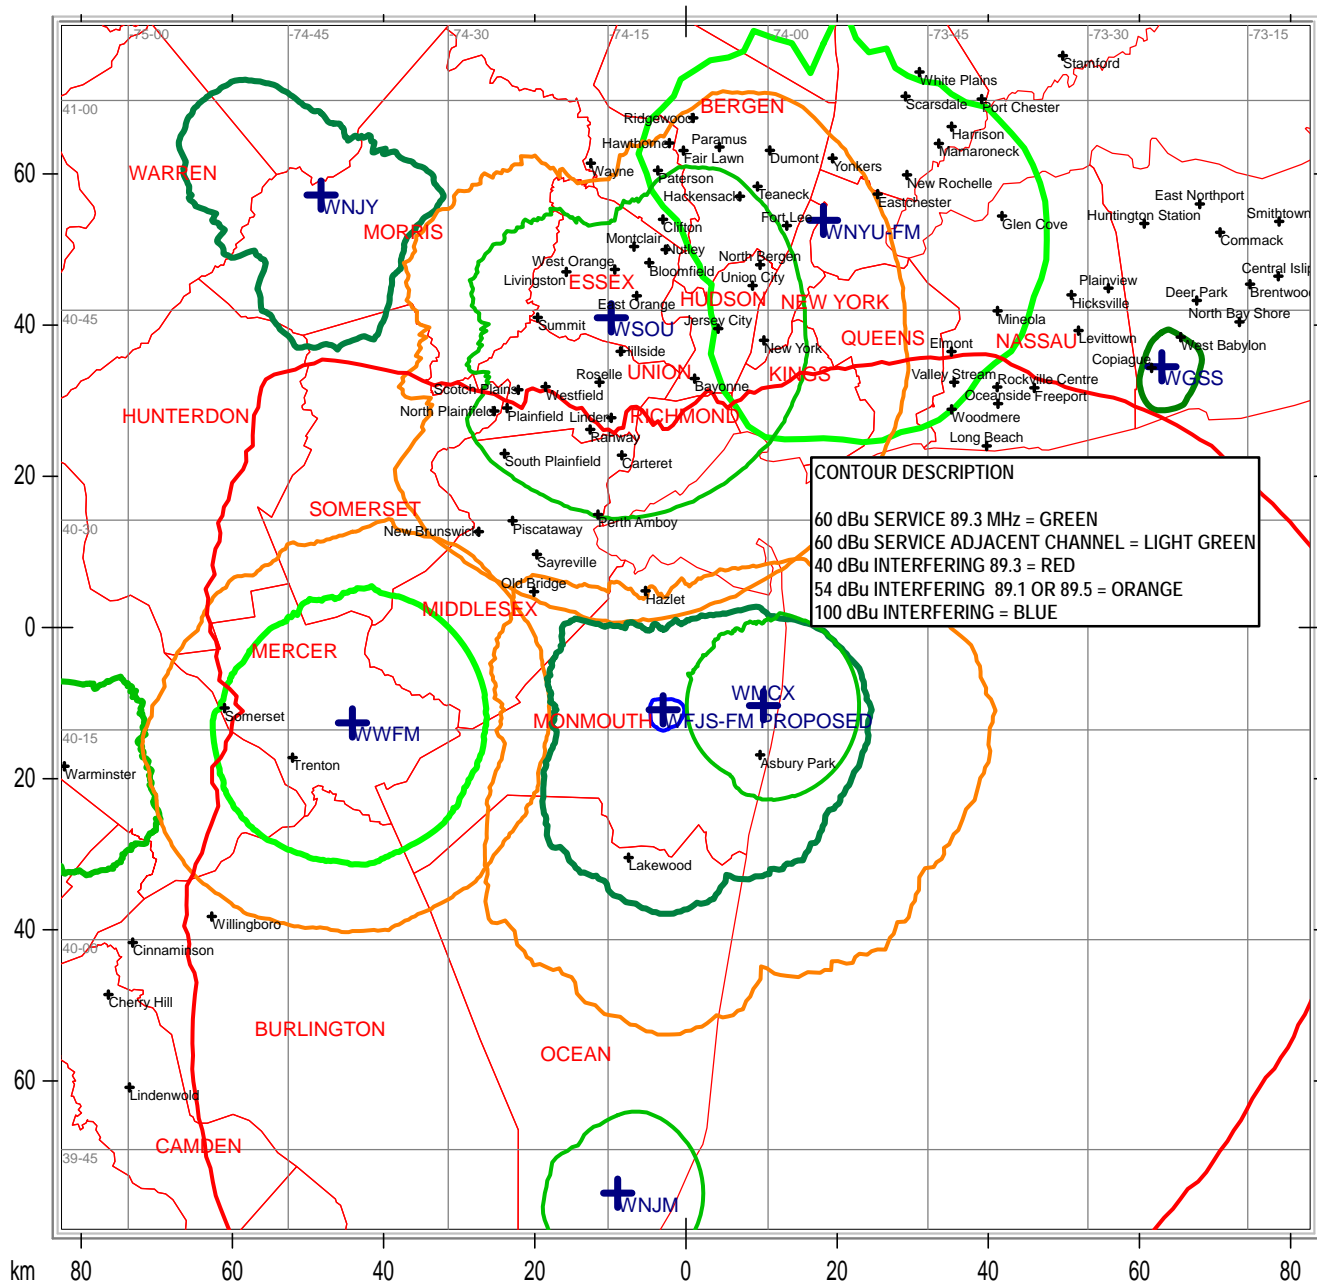 -75-00
-74-45
-74-30
-74-15
-74-00
-73-45
-73-30
-73-15
Stamford
White Plains
Scarsdale
Port Chester
BERGEN
41-00
Ridgewood
Harrison
Hawthorne
Paramus
Mamaroneck
Fair Lawn
Dumont
Yonkers
60
WARREN
Wayne
Paterson
New Rochelle
Hackensack
Teaneck
Eastchester
East Northport
WNJY
Fort Lee
Huntington Station
Smithtown
MORRIS
Clifton
WNYU-FM
Glen Cove
Commack
Montclair
Nutley
West Orange
Bloomfield
North Bergen
Central Islip
Livingston
ESSEX
Union City
Plainview
Brentwood
East Orange
HUDSON
NEW YORK
Hicksville
Deer Park
North Bay Shore
40
40-45
Summit
WSOU
Jersey City
Mineola
QUEENS
NASSAU
Levittown
West Babylon
Hillside
New York
Elmont
Copiague
UNION
KINGS
WGSS
Roselle
Bayonne
Valley Stream
Rockville Centre
Scotch Plains
Westfield
Oceanside
Freeport
HUNTERDON
North Plainfield
Plainfield
Linden
RICHMOND
Woodmere
Rahway
Long Beach
South Plainfield
Carteret
20
CONTOUR DESCRIPTION
60 dBu SERVICE 89.3 MHz = GREEN
60 dBu SERVICE ADJACENT CHANNEL = LIGHT GREEN
40 dBu INTERFERING 89.3 = RED
54 dBu INTERFERING 89.1 OR 89.5 = ORANGE
100 dBu INTERFERING = BLUE
SOMERSET
40-30
New Brunswick
Piscataway
Perth Amboy
Sayreville
Old Bridge
Hazlet
MIDDLESEX
0
MERCER
WMCX
Somerset
MONMOUTH
WFJS-FM PROPOSED
WWFM
40-15
Trenton
Asbury Park
Warminster
20
Lakewood
Willingboro
40
40-00
Cinnaminson
Cherry Hill
BURLINGTON
OCEAN
60
Lindenwold
CAMDEN
39-45
WNJM
km
80
60
40
20
0
20
40
60
80